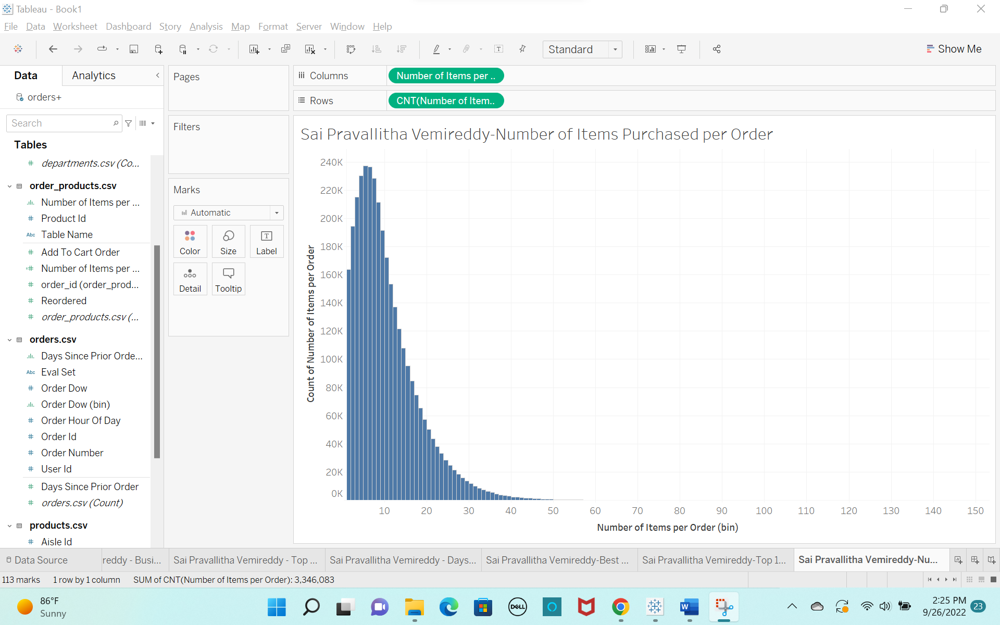 Tableau - Book1
File Data Worksheet Dashboard Story Analysis Map Format Server Window Help
Standard
Show Me
Data Analytics
orders+
Search
Tables
departments.csv (Co...
order_products.csv
Number of Items per ...
Product Id
Abc Table Name
Add To Cart Order
Number of Items per ...
order_id (order_prod...
Reordered
order_products.csv (...
orders.csv
Days Since Prior Orde...
Abc Eval Set
Order Dow
Order Dow (bin)
Order Hour Of Day
Order Id
Order Number
User Id
Days Since Prior Order
orders.csv (Count)
products.csv
Aisle Id
Pages
Filters
Marks
Automatic
Color Size Label
Detail Tooltip
Columns Number of Items per ..
Rows CNT(Number of Item..
Sai Pravallitha Vemireddy-Number of Items Purchased per Order
Count of Number of Items per Order
240K
220K
200K
180K
160K
140K
120K
100K
80K
60K
40K
20K
0K
10 20 30 40 50 60 70 80 90 100 110 120 130 140 150
Number of Items per Order (bin)
Data Source reddy - Busi... Sai Pravallitha Vemireddy - Top ... Sai Pravallitha Vemireddy - Days... Sai Pravallitha Vemireddy-Best ... Sai Pravallitha Vemireddy-Top 1... Sai Pravallitha Vemireddy-Nu...
113 marks 1 row by 1 column SUM of CNT(Number of Items per Order): 3,346,083
86°F
Sunny
DELL
W
2:25 PM
9/26/2022
23